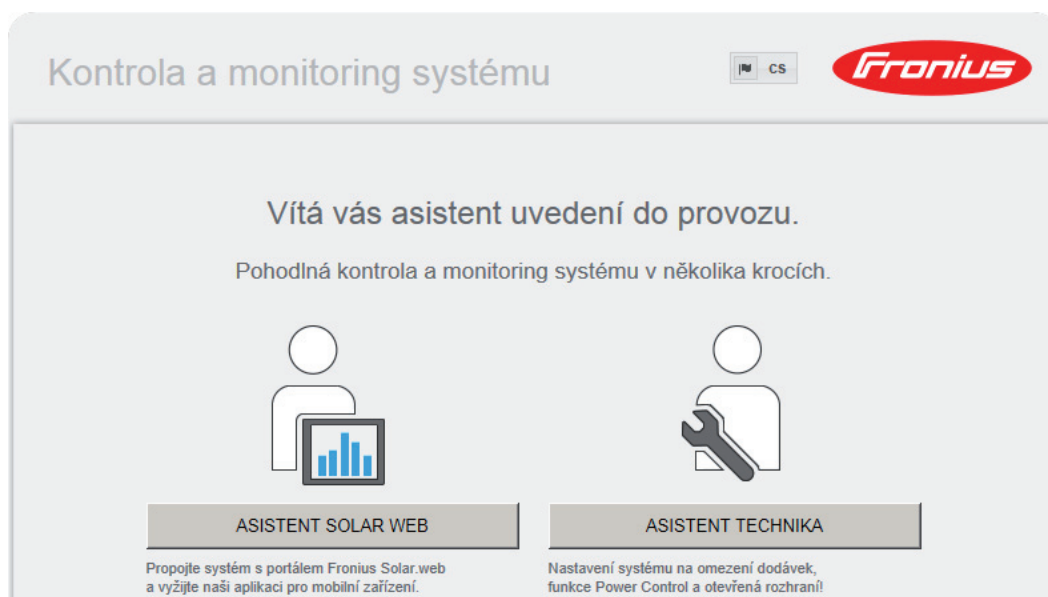 Kontrola a monitoring systému
CS
Fronius
Vítá vás asistent uvedení do provozu.
Pohodlná kontrola a monitoring systému v několika krocích.
ASISTENT SOLAR WEB
Propojte systém s portálem Fronius Solar.web
a vyžijte naši aplikaci pro mobilní zařízení.
ASISTENT TECHNIKA
Nastavení systému na omezení dodávek,
funkce Power Control a otevřená rozhraní!